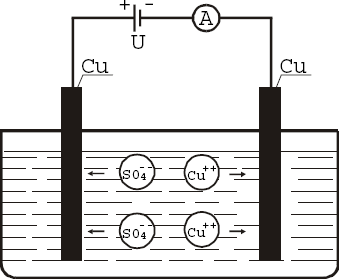 + -
A
U
Cu
Cu
SO4-- Cu++
SO4-- Cu++